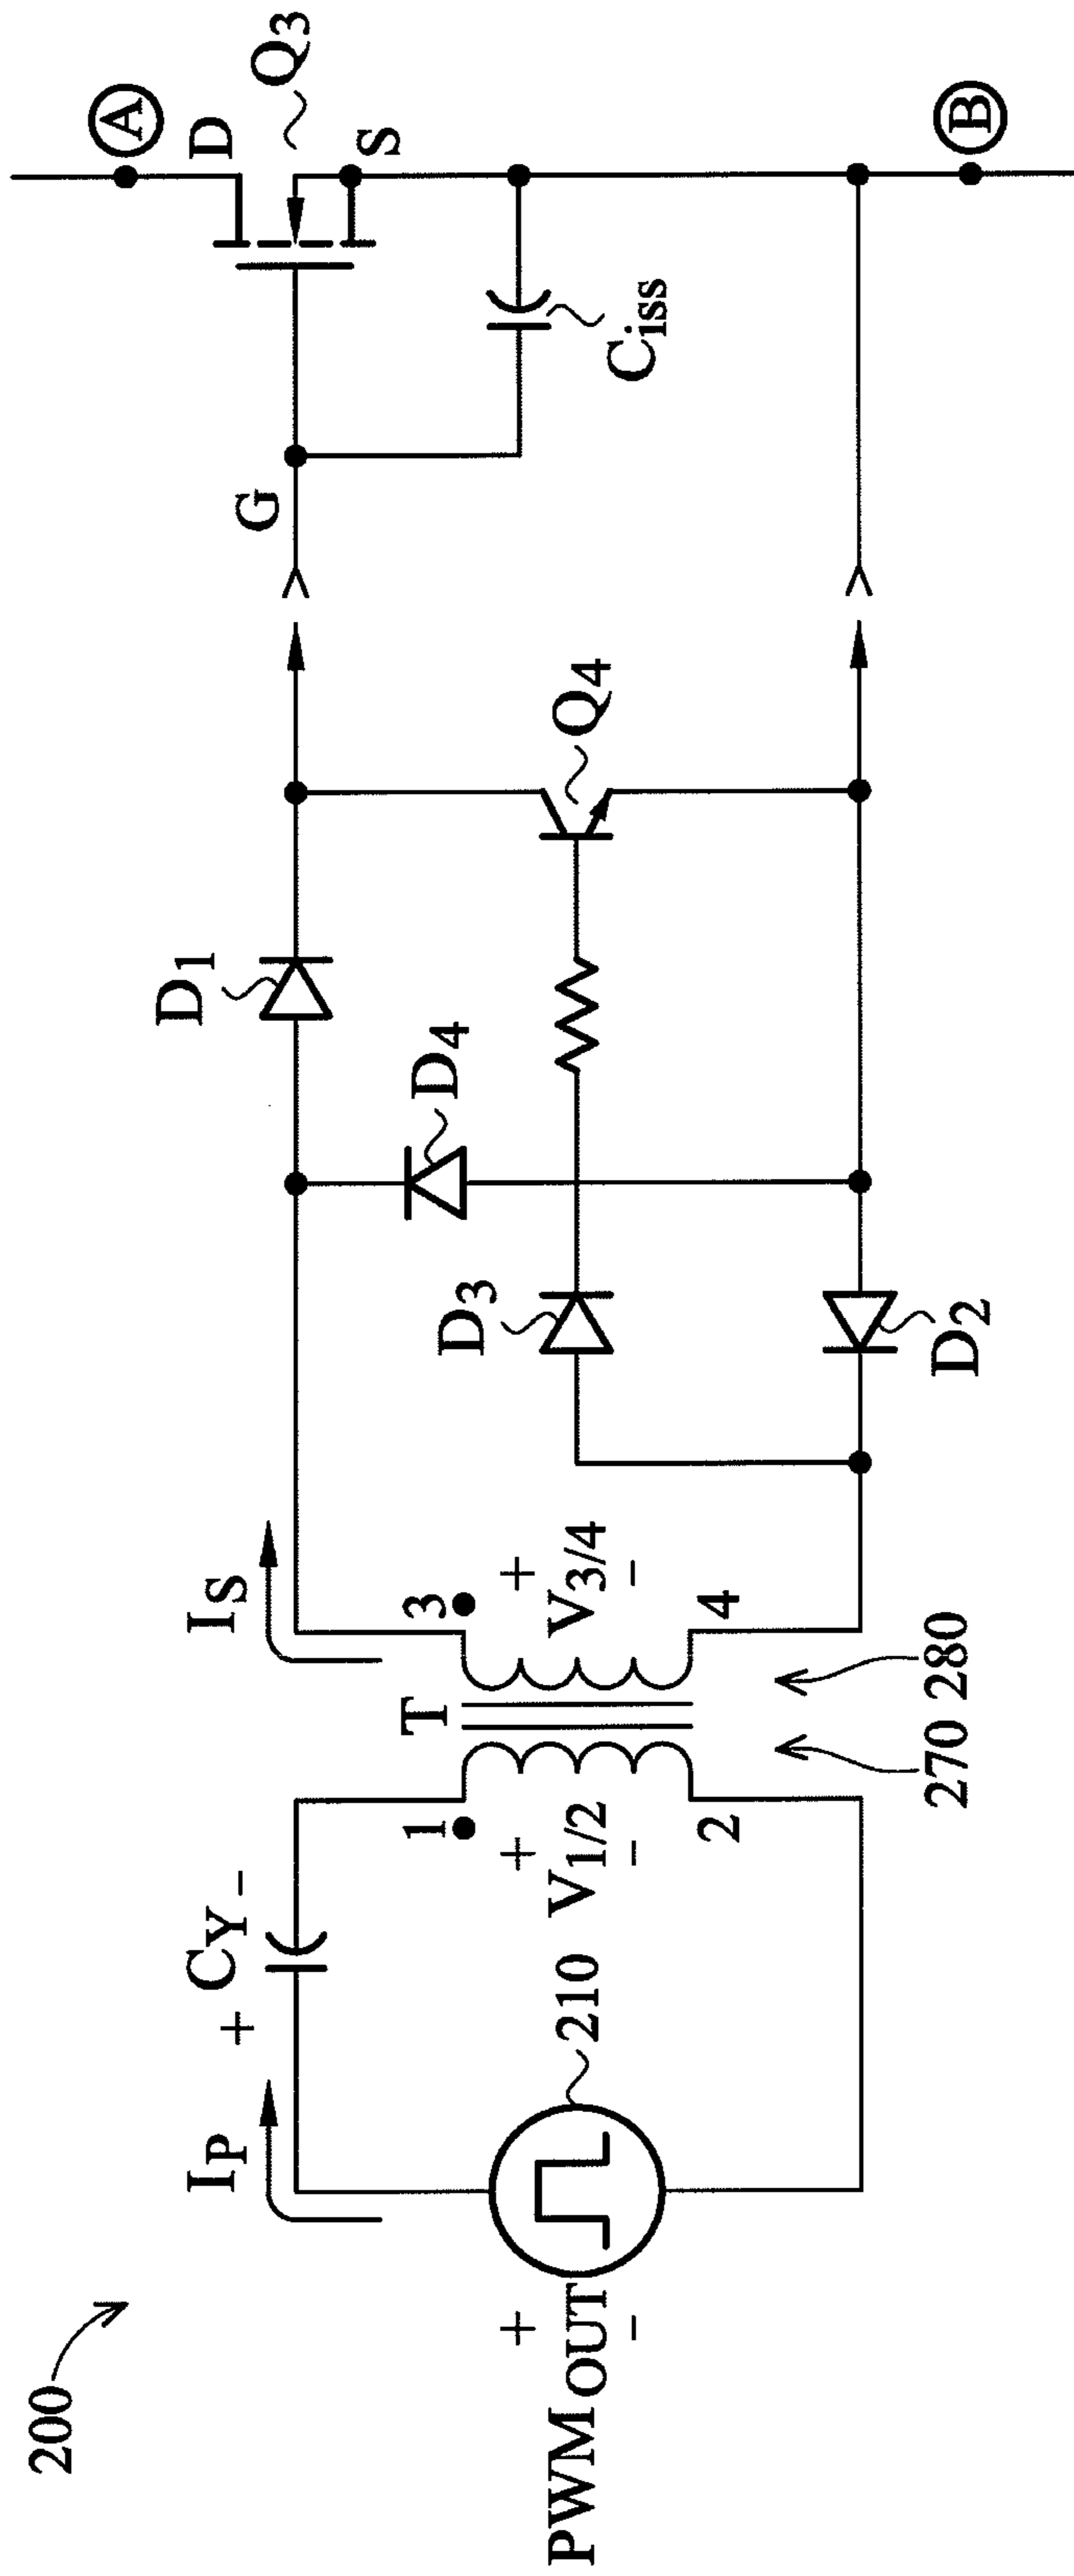 200
PWM_OUT
+
−
210
I_P
+ C_Y −
1
+
V_1/2
−
2
T
270
280
I_S
3
+
V_3/4
−
4
D_1
D_4
D_3
D_2
Q_4
G
C_iss
D
S
Q_3
A
B